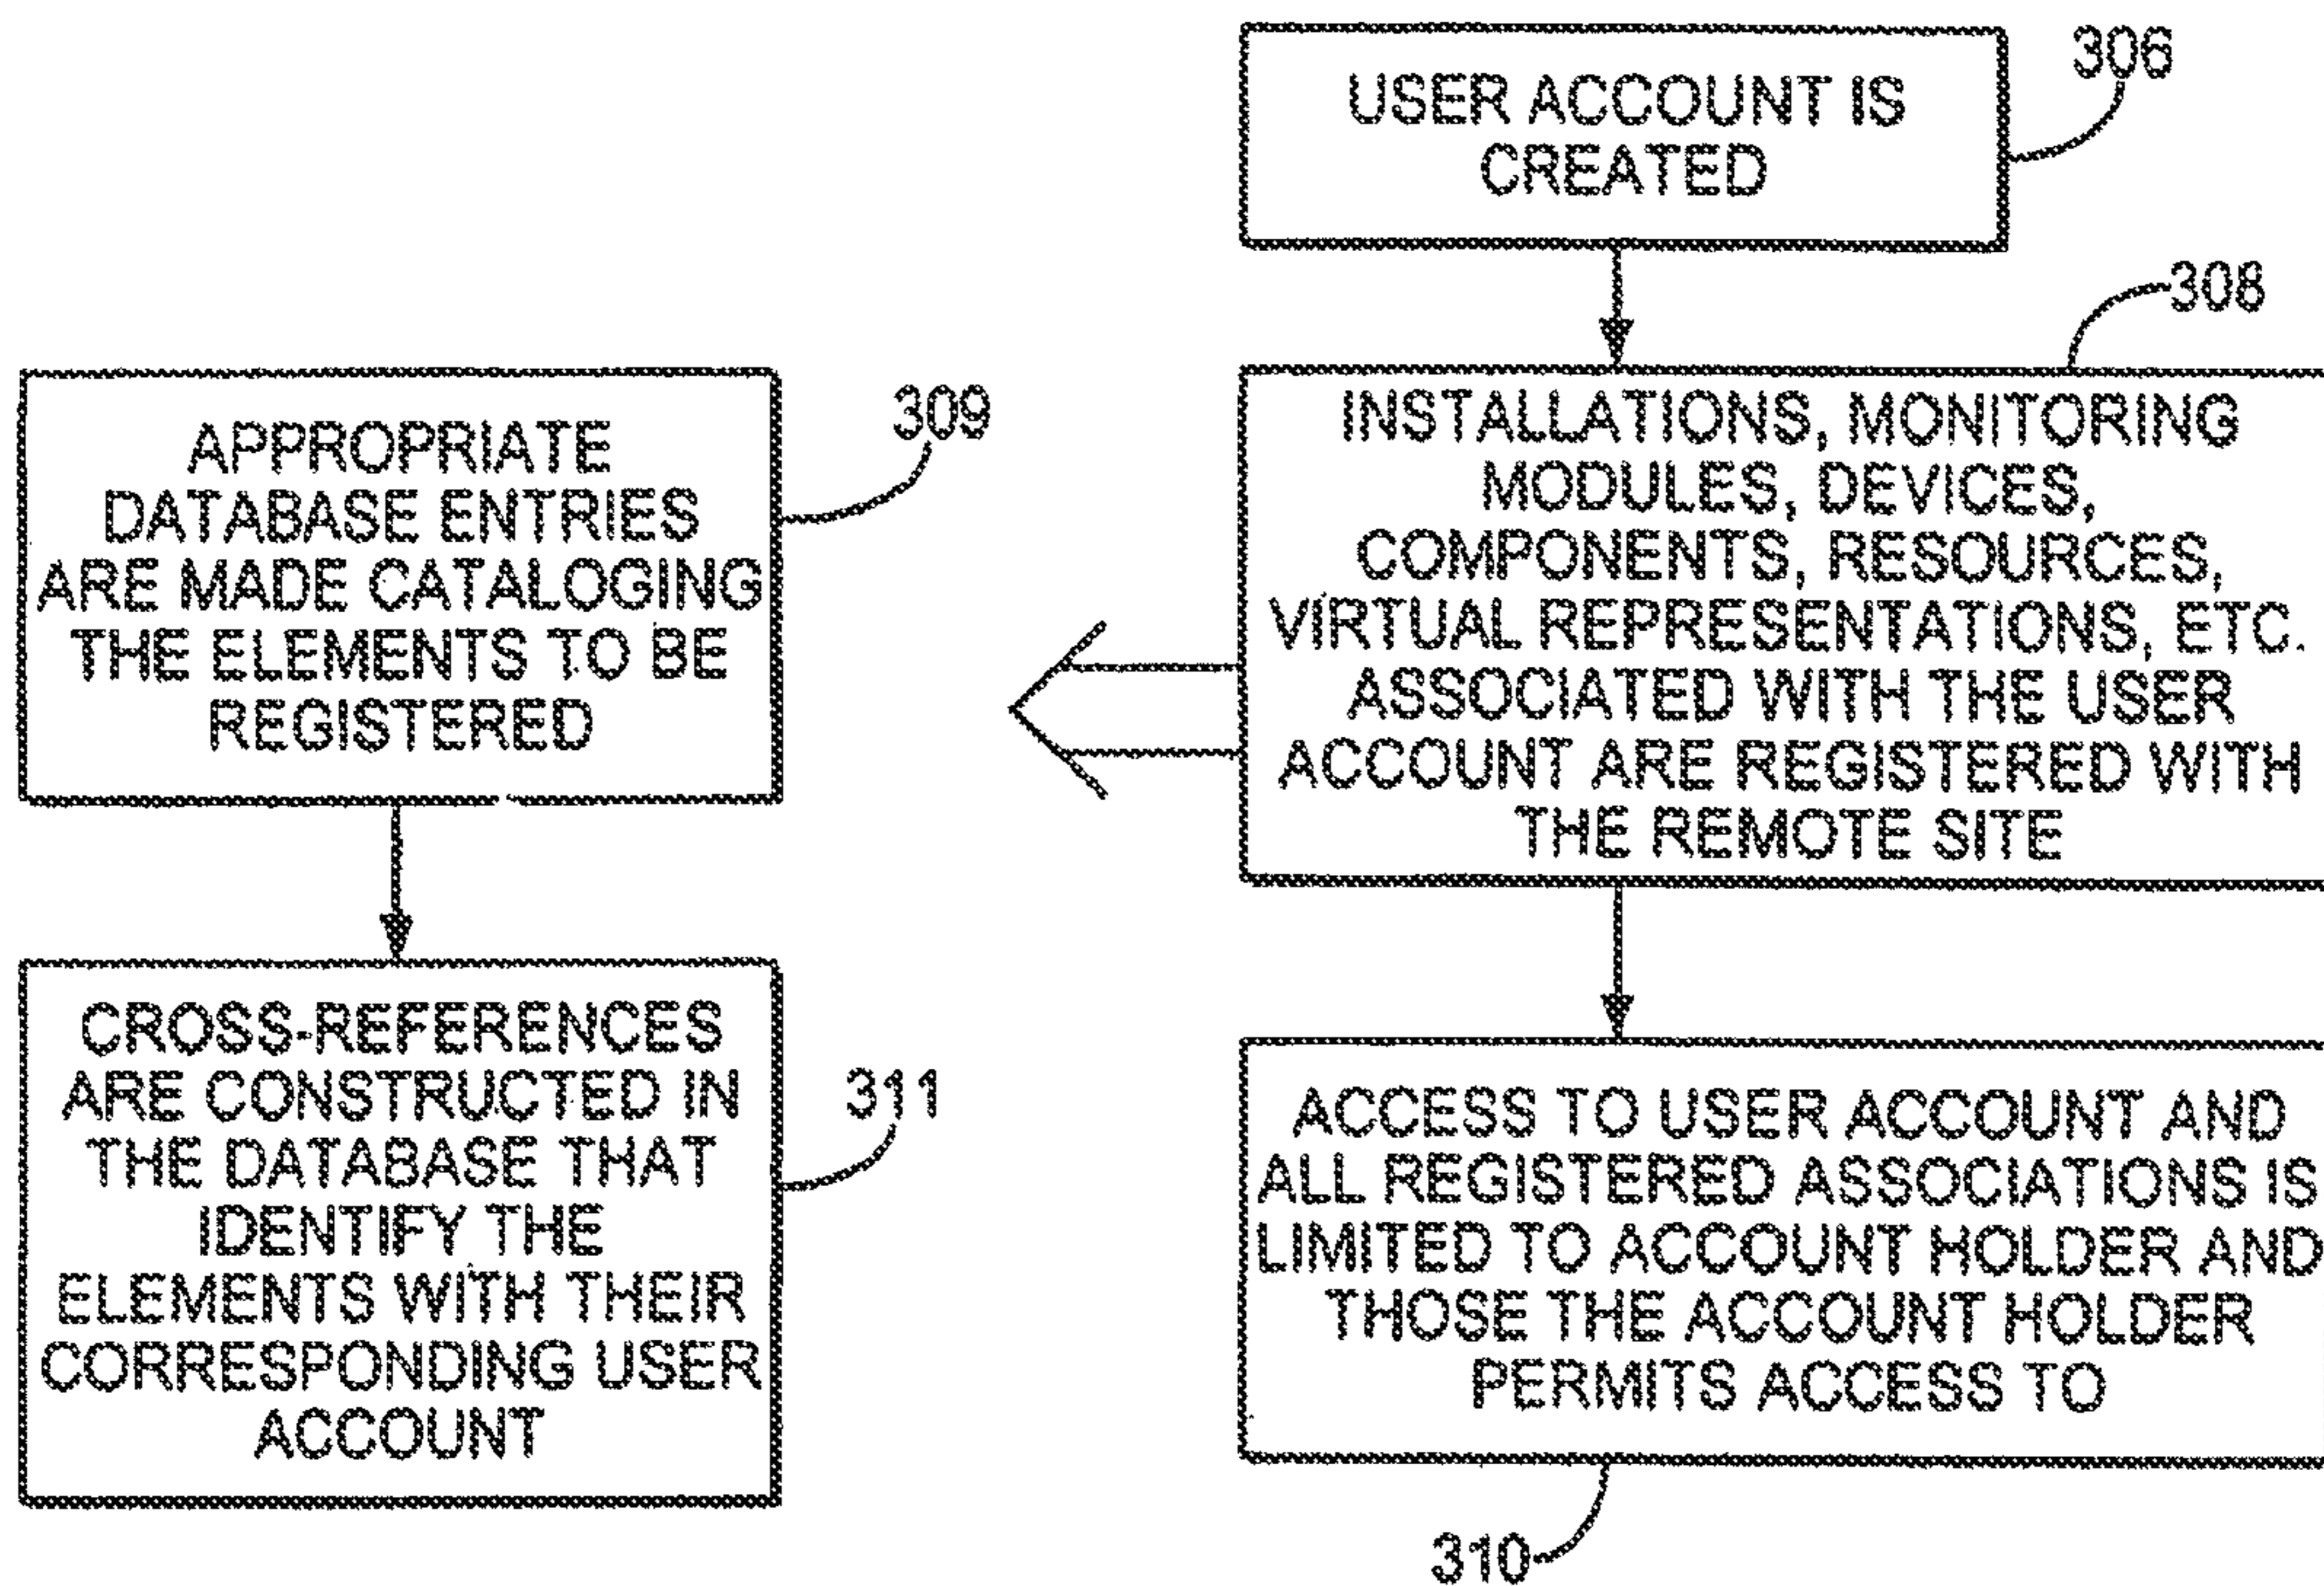 306
USER ACCOUNT IS
CREATED
308
INSTALLATIONS, MONITORING
MODULES, DEVICES,
COMPONENTS, RESOURCES,
VIRTUAL REPRESENTATIONS, ETC.
ASSOCIATED WITH THE USER
ACCOUNT ARE REGISTERED WITH
THE REMOTE SITE
309
APPROPRIATE
DATABASE ENTRIES
ARE MADE CATALOGING
THE ELEMENTS TO BE
REGISTERED
311
CROSS-REFERENCES
ARE CONSTRUCTED IN
THE DATABASE THAT
IDENTIFY THE
ELEMENTS WITH THEIR
CORRESPONDING USER
ACCOUNT
ACCESS TO USER ACCOUNT AND
ALL REGISTERED ASSOCIATIONS IS
LIMITED TO ACCOUNT HOLDER AND
THOSE THE ACCOUNT HOLDER
PERMITS ACCESS TO
310